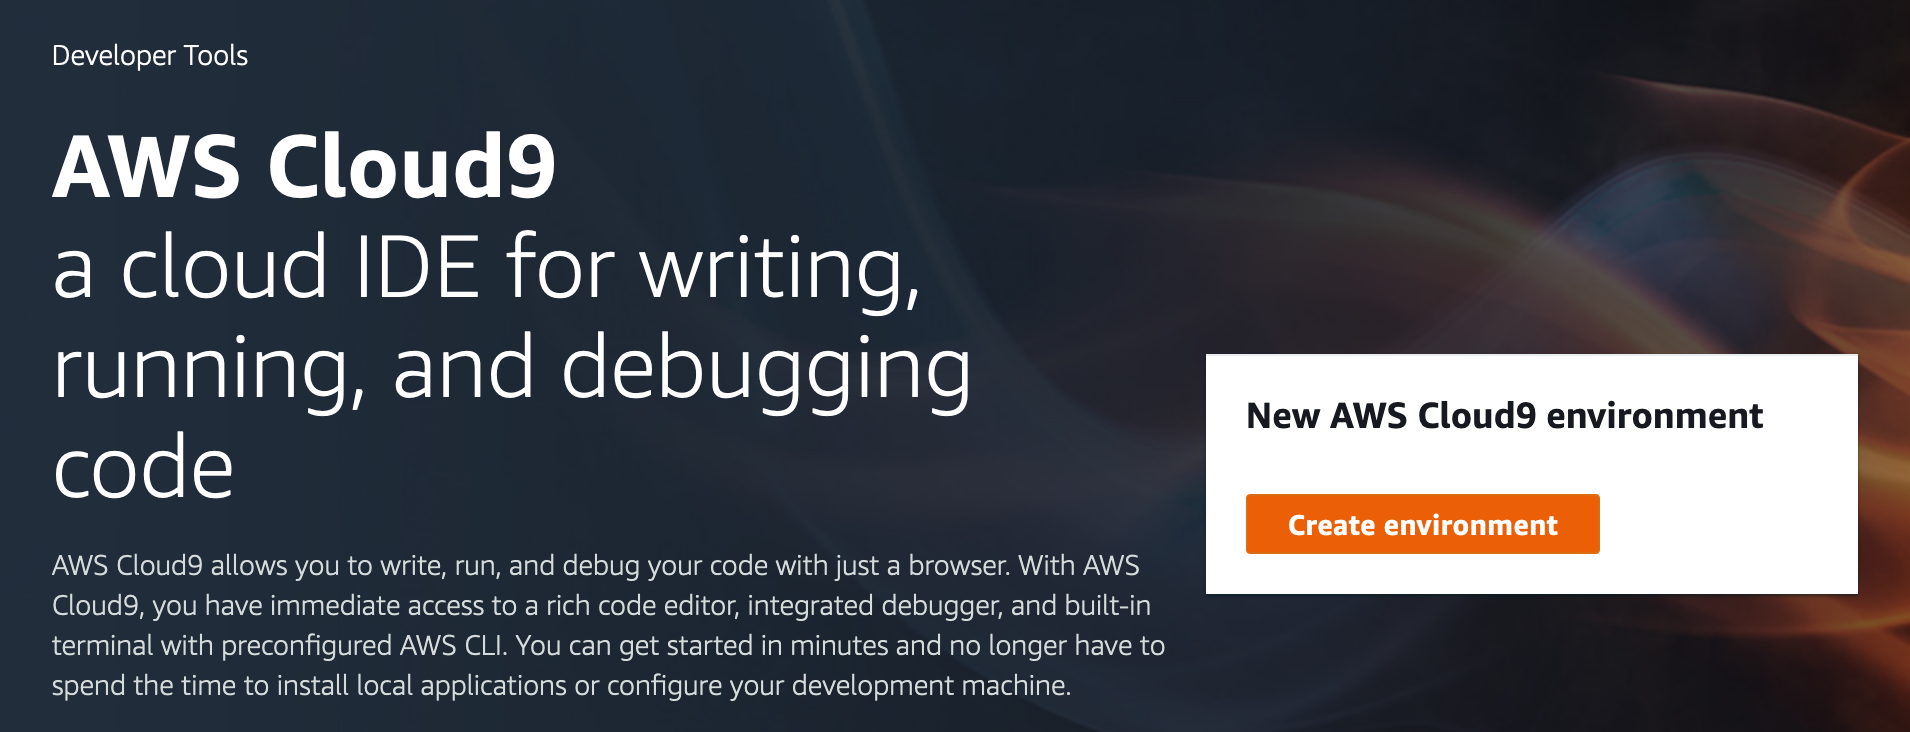 Developer Tools
AWS Cloud9
a cloud IDE for writing,
running, and debugging
code
AWS Cloud9 allows you to write, run, and debug your code with just a browser. With AWS
Cloud9, you have immediate access to a rich code editor, integrated debugger, and built-in
terminal with preconfigured AWS CLI. You can get started in minutes and no longer have to
spend the time to install local applications or configure your development machine.
New AWS Cloud9 environment
Create environment